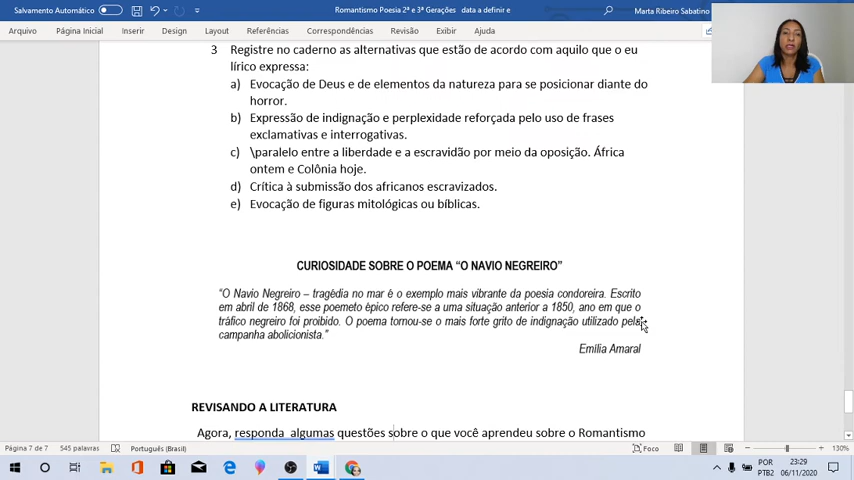 Salvamento Automático
Romantismo Poesia 2ª e 3ª Gerações
data a definir e
Marta Ribeiro Sabatino
Arquivo
Página Inicial
Inserir
Design
Layout
Referências
Correspondências
Revisão
Exibir
Ajuda
3 Registre no caderno as alternativas que estão de acordo com aquilo que o eu
lírico expressa:
a) Evocação de Deus e de elementos da natureza para se posicionar diante do
horror.
b) Expressão de indignação e perplexidade reforçada pelo uso de frases
exclamativas e interrogativas.
c) \paralelo entre a liberdade e a escravidão por meio da oposição. África
ontem e Colônia hoje.
d) Crítica à submissão dos africanos escravizados.
e) Evocação de figuras mitológicas ou bíblicas.
CURIOSIDADE SOBRE O POEMA “O NAVIO NEGREIRO”
“O Navio Negreiro – tragédia no mar é o exemplo mais vibrante da poesia condoreira. Escrito
em abril de 1868, esse poemeto épico refere-se a uma situação anterior a 1850, ano em que o
tráfico negreiro foi proibido. O poema tornou-se o mais forte grito de indignação utilizado pela
campanha abolicionista.”
Emília Amaral
REVISANDO A LITERATURA
Agora, responda algumas questões sobre o que você aprendeu sobre o Romantismo
Página 7 de 7
545 palavras
Português (Brasil)
Foco
130%
POR
PTB2
23:29
06/11/2020